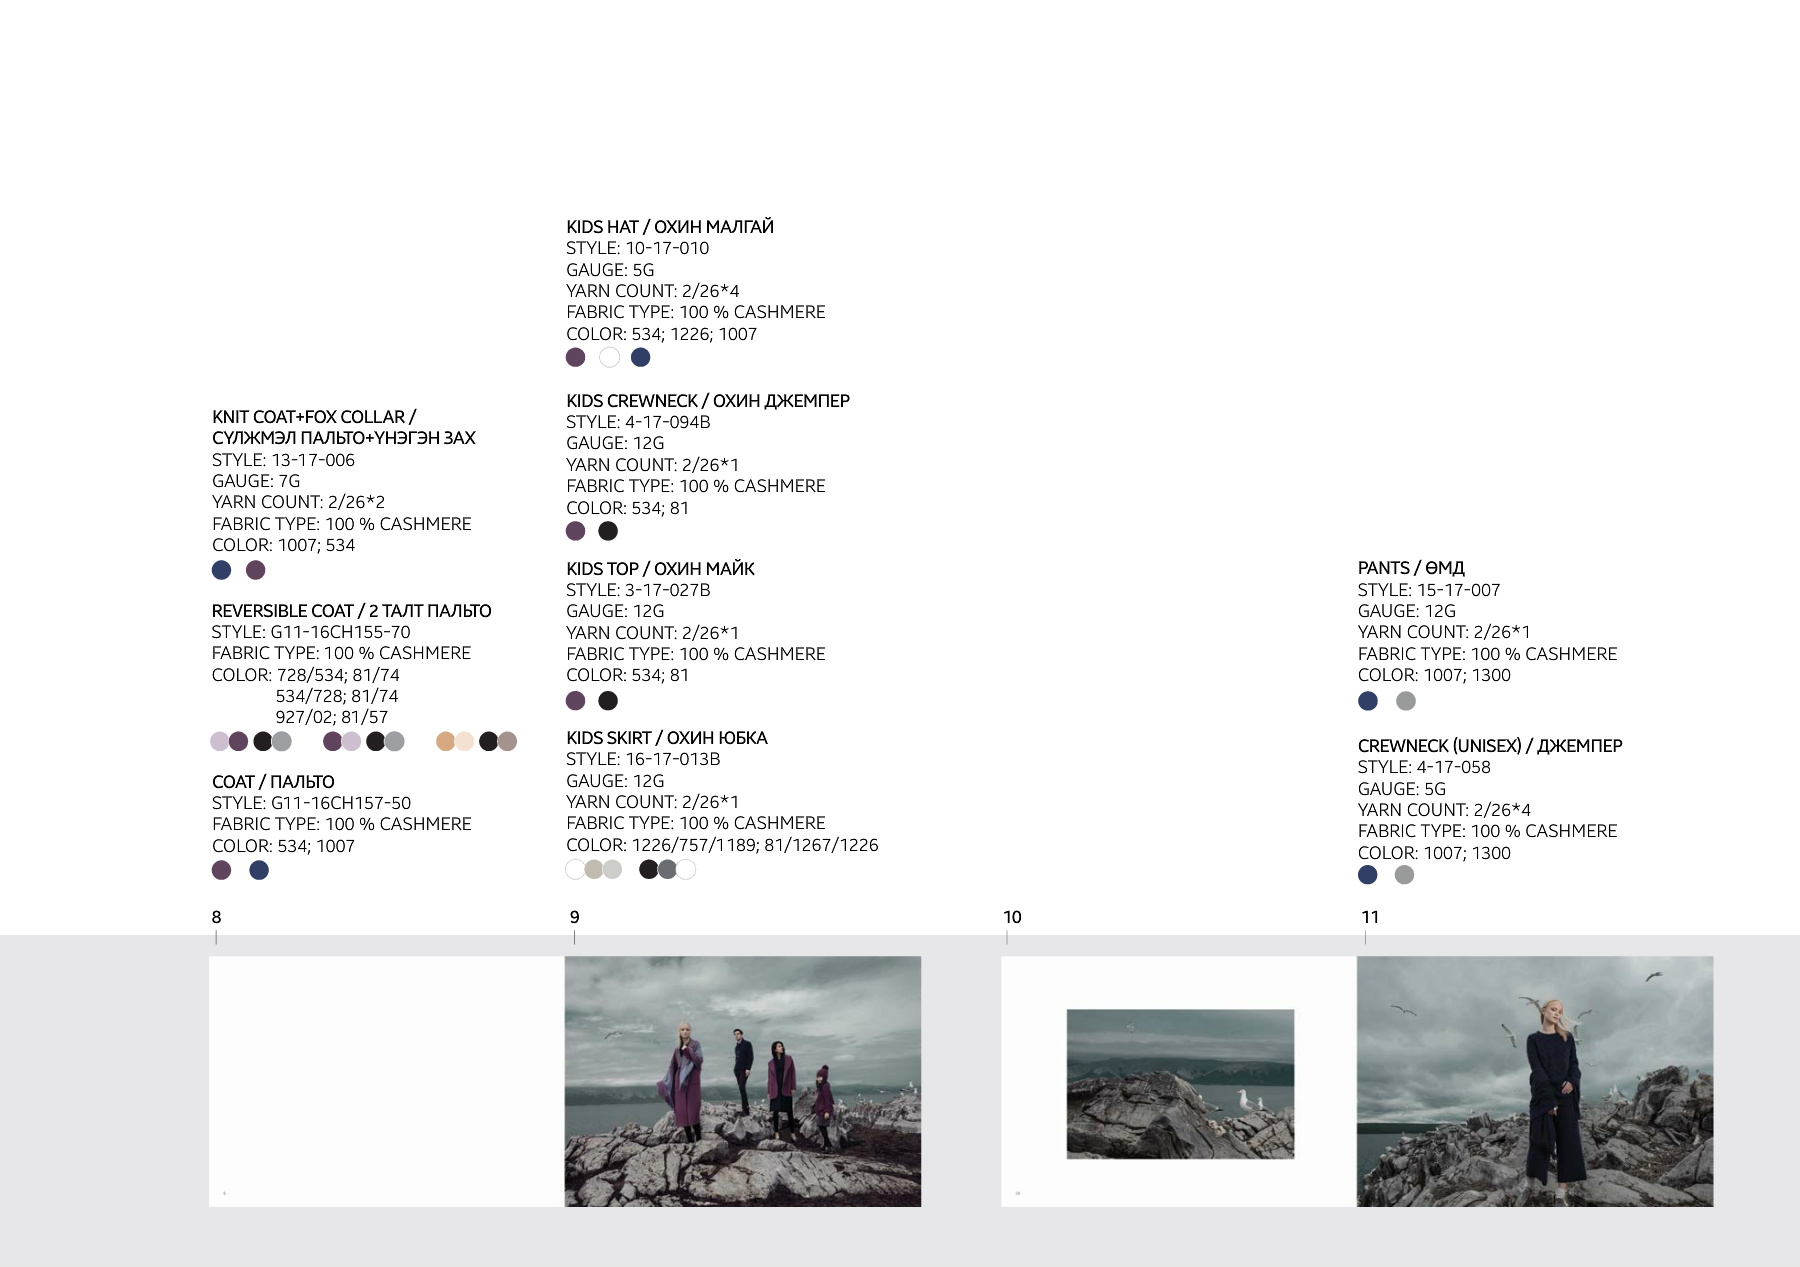 KNIT COAT+FOX COLLAR /
СҮЛЖМЭЛ ПАЛЬТО+ҮНЭГЭН ЗАХ
STYLE: 13-17-006
GAUGE: 7G
YARN COUNT: 2/26*2
FABRIC TYPE: 100 % CASHMERE
COLOR: 1007; 534
REVERSIBLE COAT / 2 ТАЛТ ПАЛЬТО
STYLE: G11-16CH155-70
FABRIC TYPE: 100 % CASHMERE
COLOR: 728/534; 81/74
534/728; 81/74
927/02; 81/57
COAT / ПАЛЬТО
STYLE: G11-16CH157-50
FABRIC TYPE: 100 % CASHMERE
COLOR: 534; 1007
8
KIDS HAT / ОХИН МАЛГАЙ
STYLE: 10-17-010
GAUGE: 5G
YARN COUNT: 2/26*4
FABRIC TYPE: 100 % CASHMERE
COLOR: 534; 1226; 1007
KIDS CREWNECK / ОХИН ДЖЕМПЕР
STYLE: 4-17-094B
GAUGE: 12G
YARN COUNT: 2/26*1
FABRIC TYPE: 100 % CASHMERE
COLOR: 534; 81
KIDS TOP / ОХИН МАЙК
STYLE: 3-17-027B
GAUGE: 12G
YARN COUNT: 2/26*1
FABRIC TYPE: 100 % CASHMERE
COLOR: 534; 81
KIDS SKIRT / ОХИН ЮБКА
STYLE: 16-17-013B
GAUGE: 12G
YARN COUNT: 2/26*1
FABRIC TYPE: 100 % CASHMERE
COLOR: 1226/757/1189; 81/1267/1226
9
10
PANTS / ӨМД
STYLE: 15-17-007
GAUGE: 12G
YARN COUNT: 2/26*1
FABRIC TYPE: 100 % CASHMERE
COLOR: 1007; 1300
CREWNECK (UNISEX) / ДЖЕМПЕР
STYLE: 4-17-058
GAUGE: 5G
YARN COUNT: 2/26*4
FABRIC TYPE: 100 % CASHMERE
COLOR: 1007; 1300
11